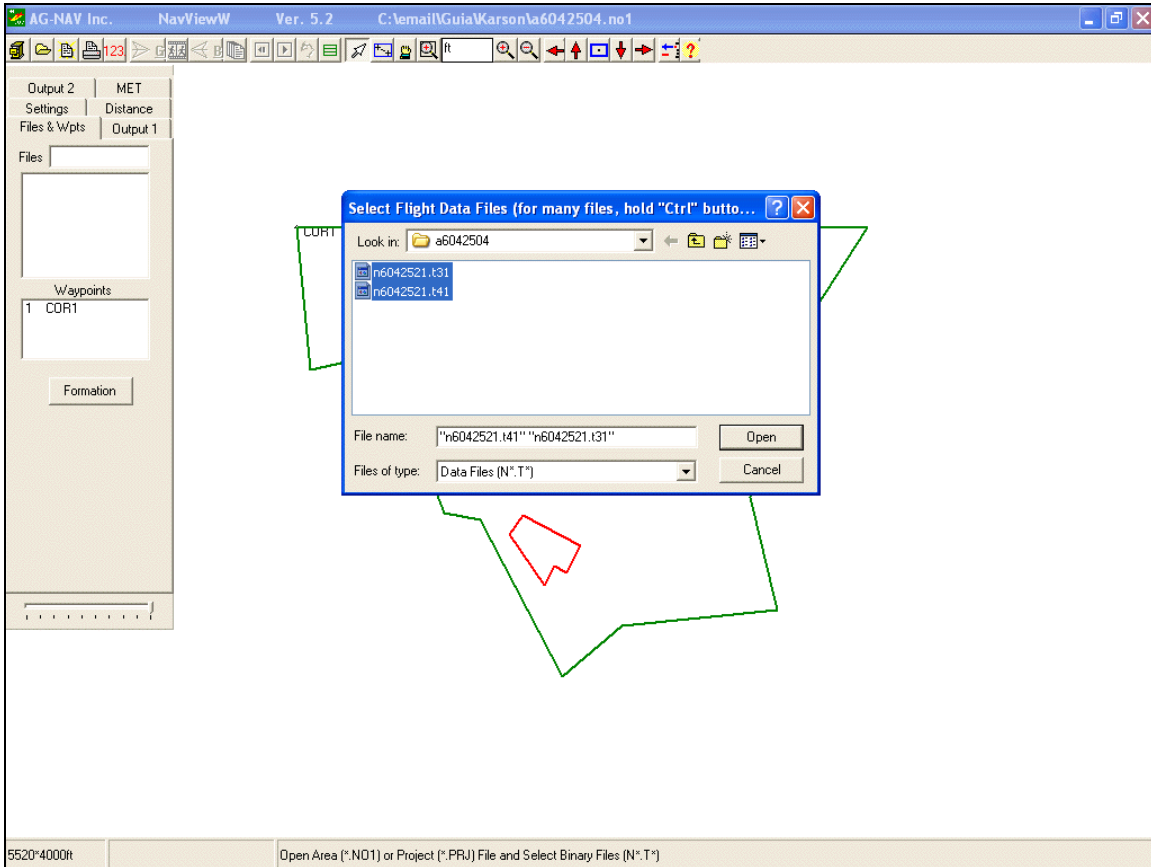 AG-NAV Inc. NavViewW Ver. 5.2 C:\email\Guia\Karson\a6042504.no1
123 G B ft ?
Output 2 MET
Settings Distance
Files & Wpts Output 1
Files
Waypoints
1 COR1
Formation
COR1
Select Flight Data Files (for many files, hold "Ctrl" butto... ?
Look in: a6042504
n6042521.t31
n6042521.t41
File name: "n6042521.t41" "n6042521.t31" Open
Files of type: Data Files (N*.T*) Cancel
5520*4000ft Open Area (*.NO1) or Project (*.PRJ) File and Select Binary Files (N*.T*)